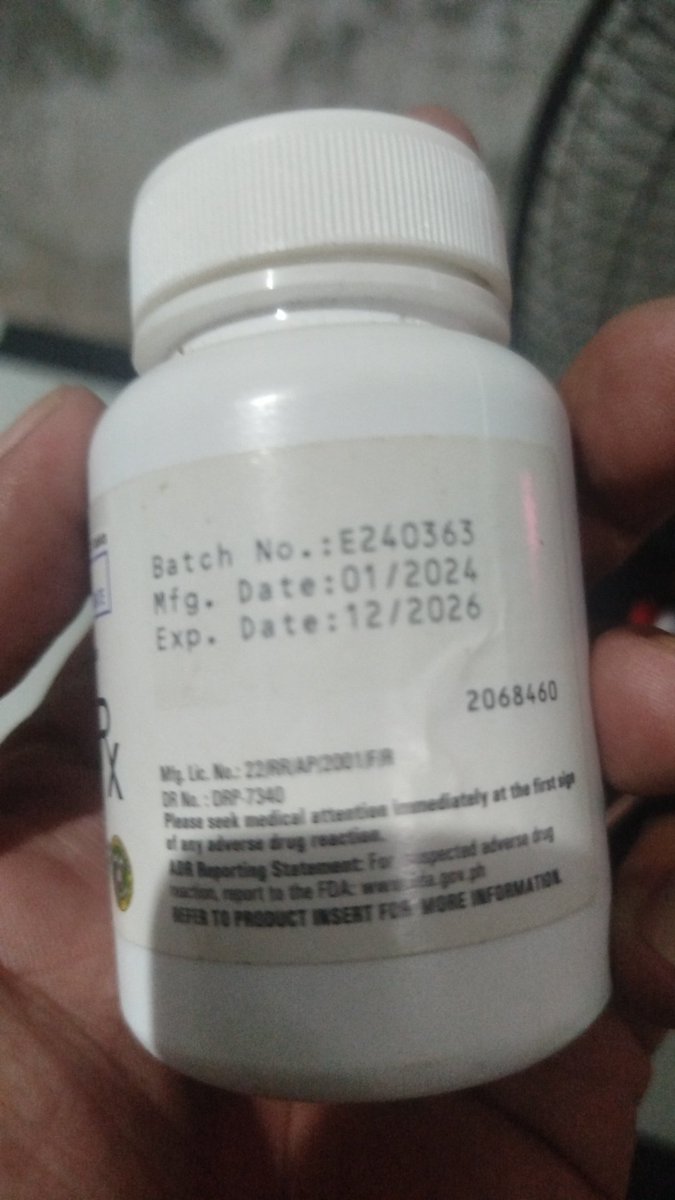 Batch No.:E240363
Mfg. Date:01/2024
Exp. Date:12/2026
2068460
Mfg. Lic. No.: 22/RR/AP/2001/F/R
DR No. : DRP-7340
Please seek medical attention immediately at the first sign
of any adverse drug reaction.
ADR Reporting Statement: For suspected adverse drug
reaction, report to the FDA: www.fda.gov.ph
REFER TO PRODUCT INSERT FOR MORE INFORMATION.
X